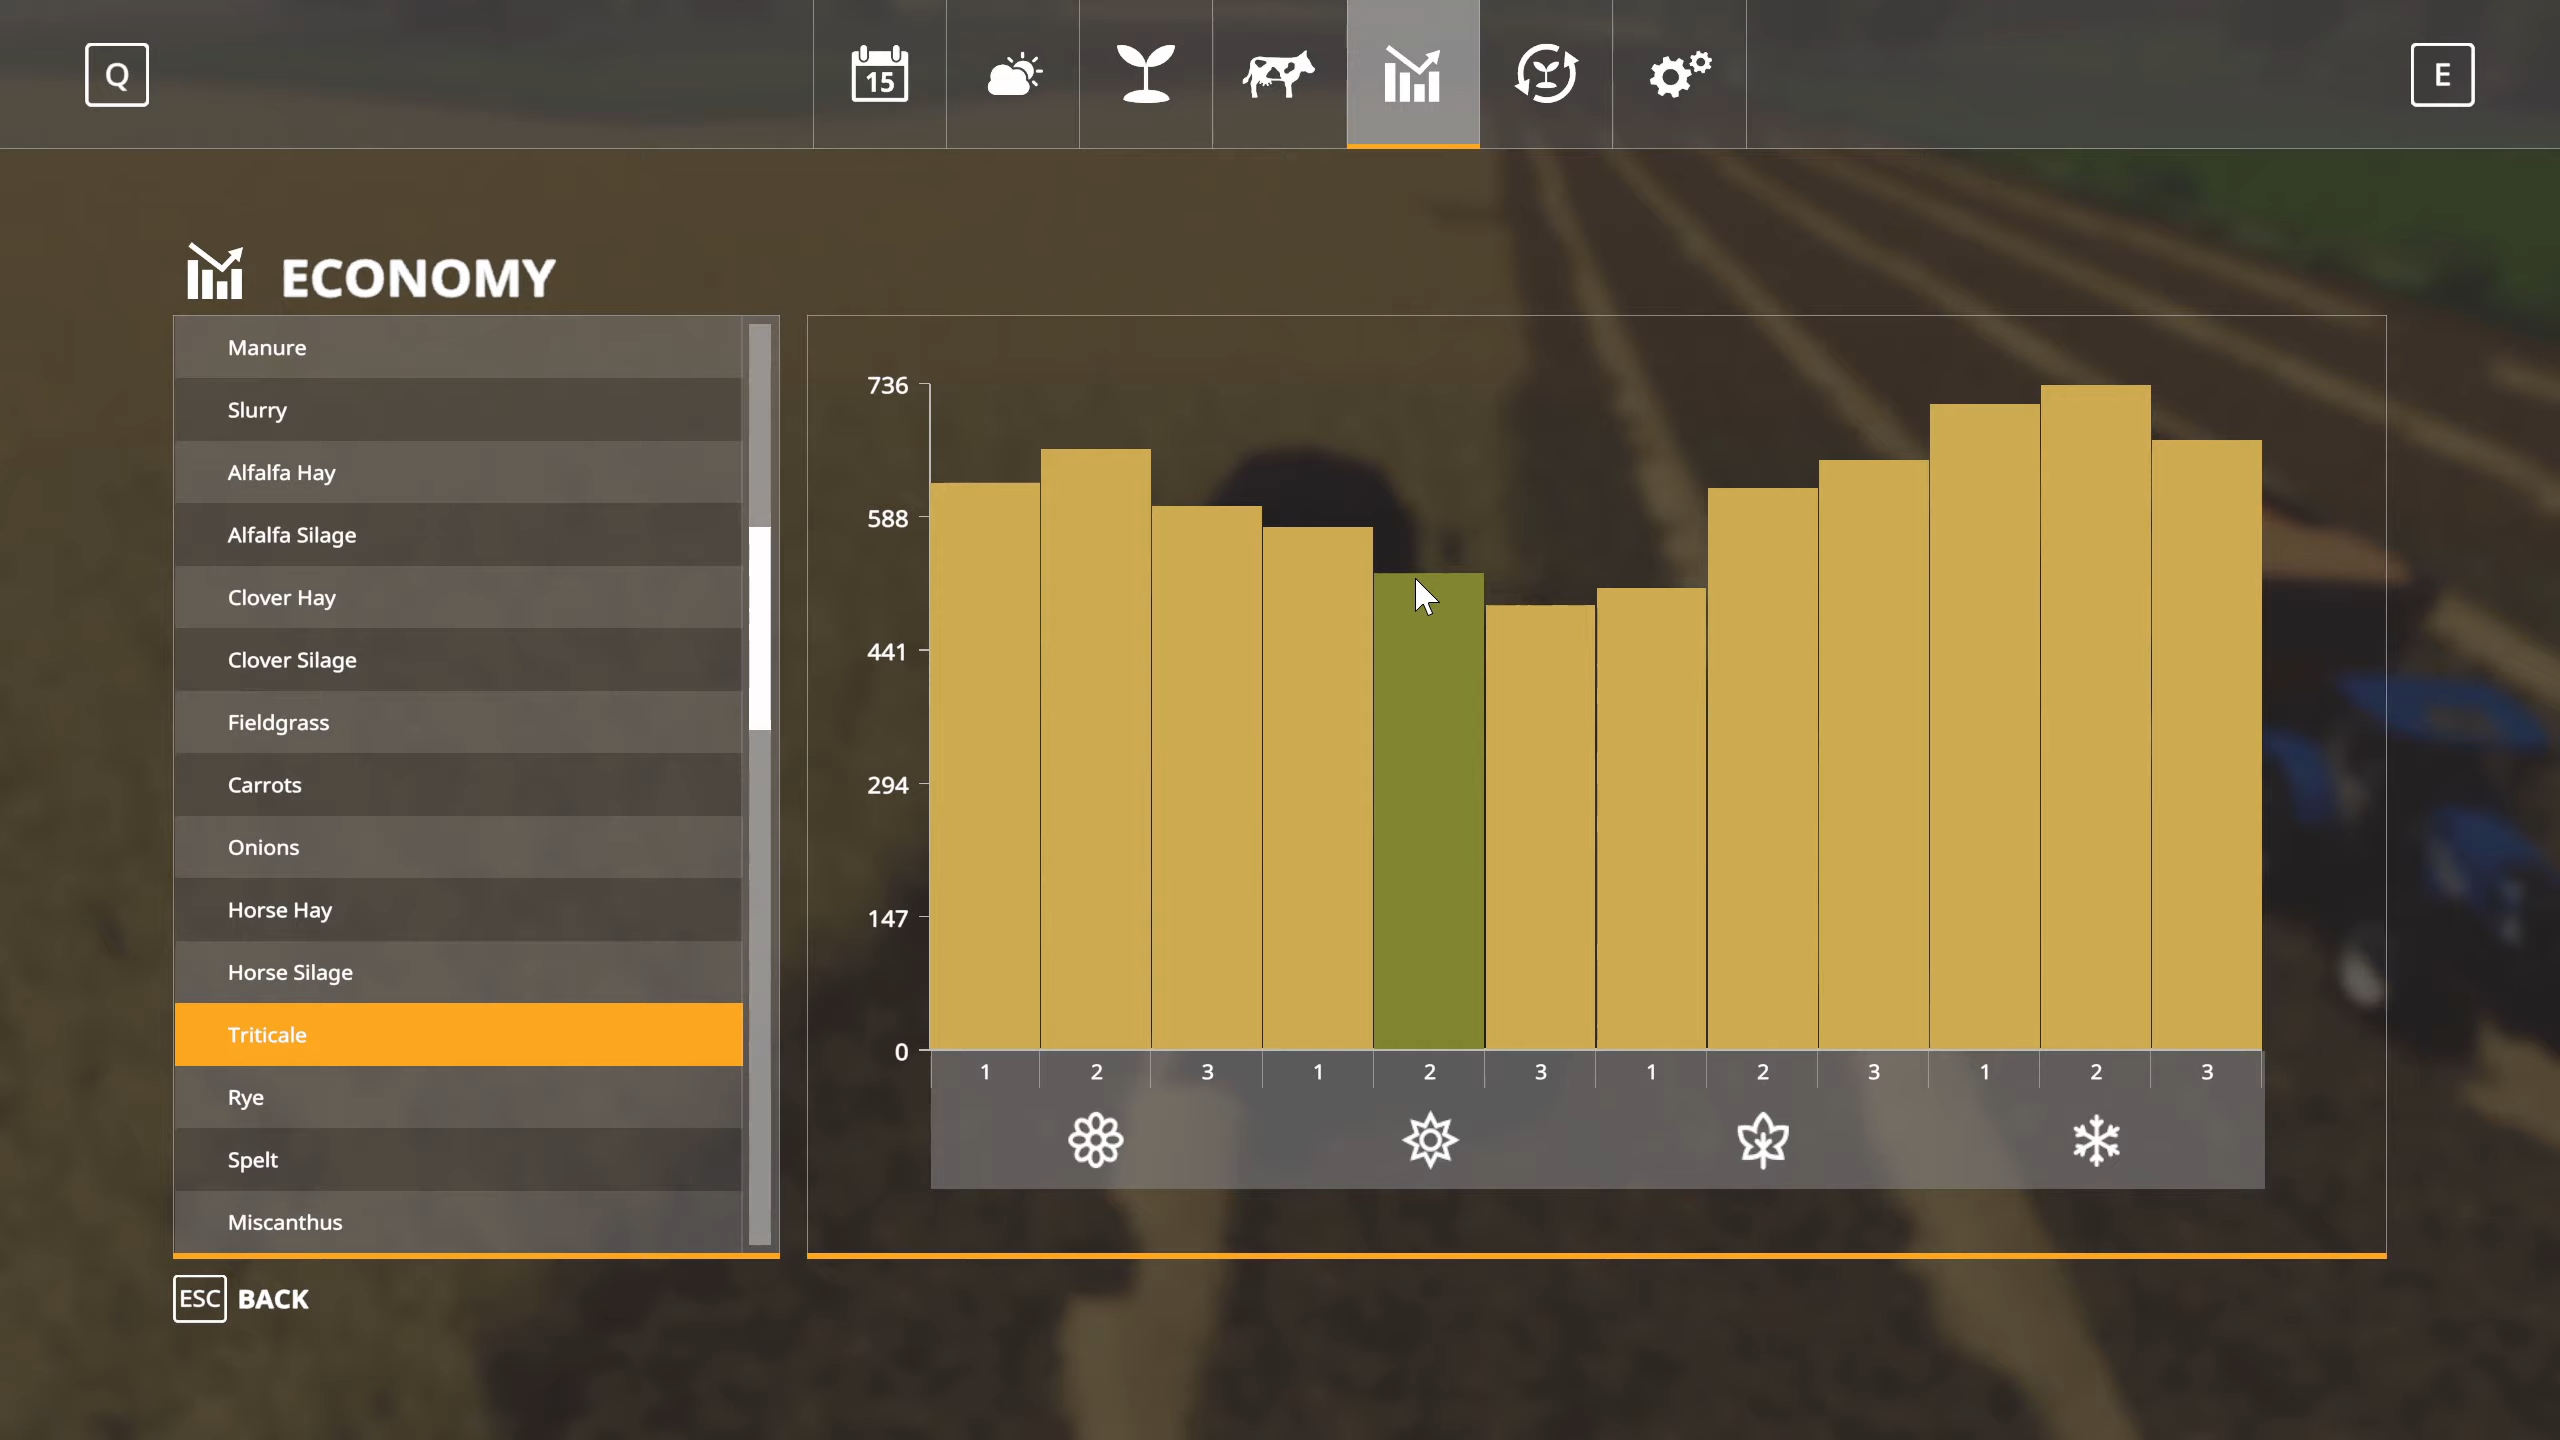 Q
15
E
ECONOMY
Manure
Slurry
Alfalfa Hay
Alfalfa Silage
Clover Hay
Clover Silage
Fieldgrass
Carrots
Onions
Horse Hay
Horse Silage
Triticale
Rye
Spelt
Miscanthus
736
588
441
294
147
0
1 2 3 1 2 3 1 2 3 1 2 3
ESC BACK